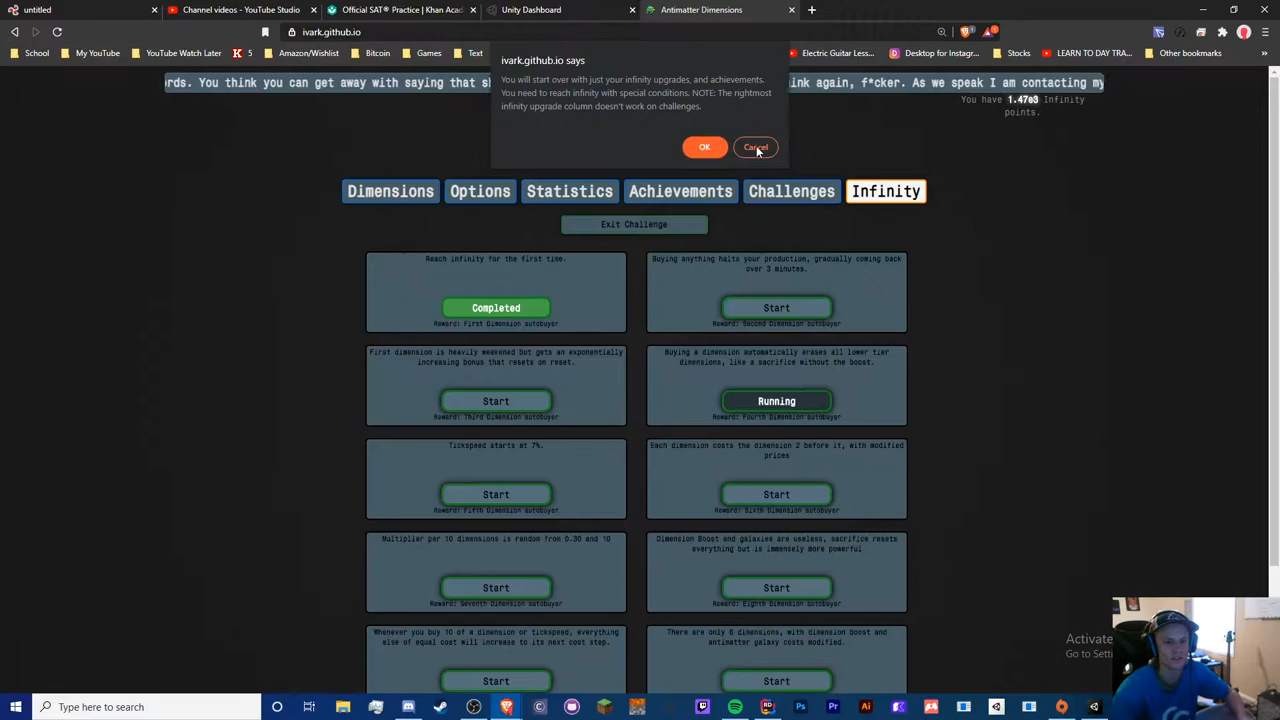 untitled
Channel videos - YouTube Studio
Official SAT® Practice | Khan Aca
Unity Dashboard
Antimatter Dimensions
ivark.github.io
School
My YouTube
YouTube Watch Later
5
Amazon/Wishlist
Bitcoin
Games
Text
Electric Guitar Less...
Desktop for Instagr...
Stocks
LEARN TO DAY TRA...
Other bookmarks
ivark.github.io says
You will start over with just your infinity upgrades, and achievements.
You need to reach infinity with special conditions. NOTE: The rightmost
infinity upgrade column doesn't work on challenges.
OK
Cancel
rds. You think you can get away with saying that s
nk again, f*cker. As we speak I am contacting my
You have 1.47e3 Infinity
points.
Dimensions
Options
Statistics
Achievements
Challenges
Infinity
Exit Challenge
Reach infinity for the first time.
Completed
Reward: First Dimension autobuyer
Buying anything halts your production, gradually coming back
over 3 minutes.
Start
Reward: Second Dimension autobuyer
First dimension is heavily weakened but gets an exponentially
increasing bonus that resets on reset.
Start
Reward: Third Dimension autobuyer
Buying a dimension automatically erases all lower tier
dimensions, like a sacrifice without the boost.
Running
Reward: Fourth Dimension autobuyer
Tickspeed starts at 7%.
Start
Reward: Fifth Dimension autobuyer
Each dimension costs the dimension 2 before it, with modified
prices
Start
Reward: Sixth Dimension autobuyer
Multiplier per 10 dimensions is random from 0.30 and 10
Start
Reward: Seventh Dimension autobuyer
Dimension Boost and galaxies are useless, sacrifice resets
everything but is immensely more powerful
Start
Reward: Eighth Dimension autobuyer
Whenever you buy 10 of a dimension or tickspeed, everything
else of equal cost will increase to its next cost step.
Start
There are only 6 dimensions, with dimension boost and
antimatter galaxy costs modified.
Start
Activate
Go to Setti
Type here to search